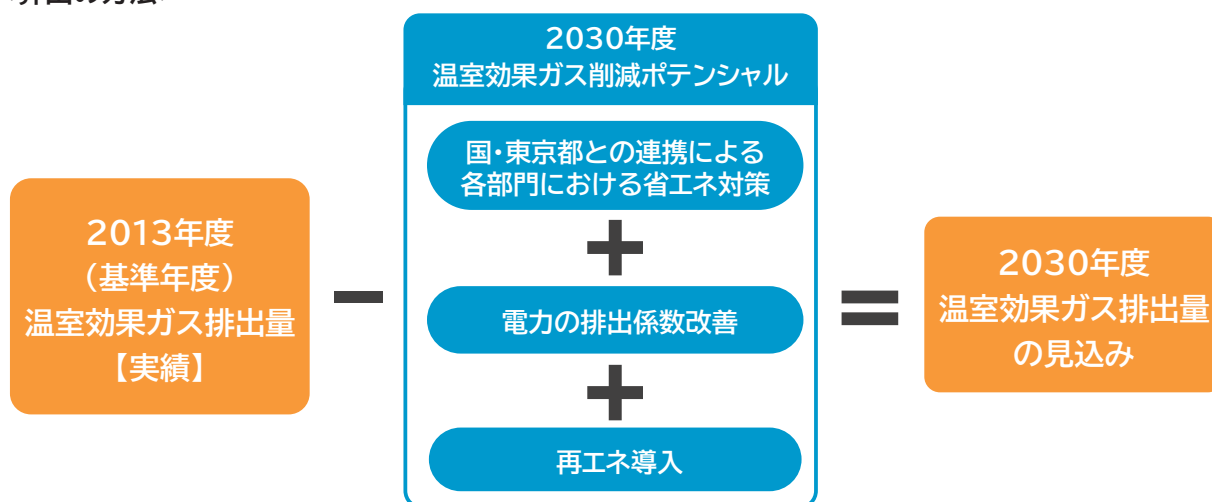 2030年度
温室効果ガス削減ポテンシャル
国・東京都との連携による
各部門における省エネ対策
+
電力の排出係数改善
+
再エネ導入
2013年度
(基準年度)
温室効果ガス排出量
【実績】
−
=
2030年度
温室効果ガス排出量
の見込み